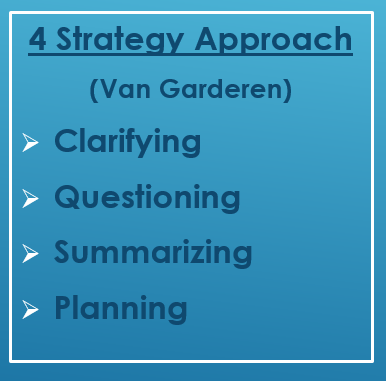 4 Strategy Approach
(Van Garderen)
Clarifying
Questioning
Summarizing
Planning